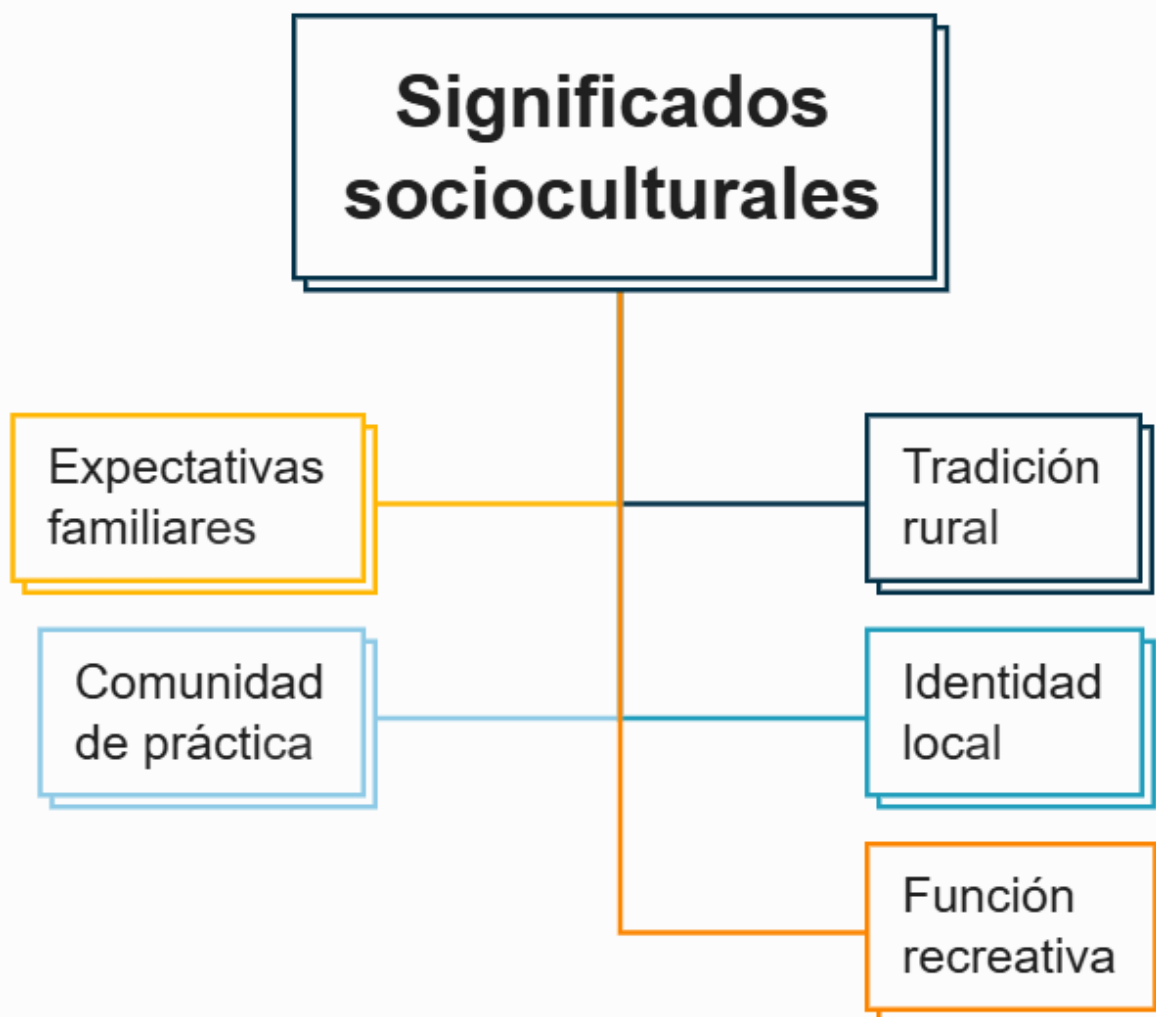 Significados
socioculturales
Expectativas
familiares
Tradición
rural
Comunidad
de práctica
Identidad
local
Función
recreativa